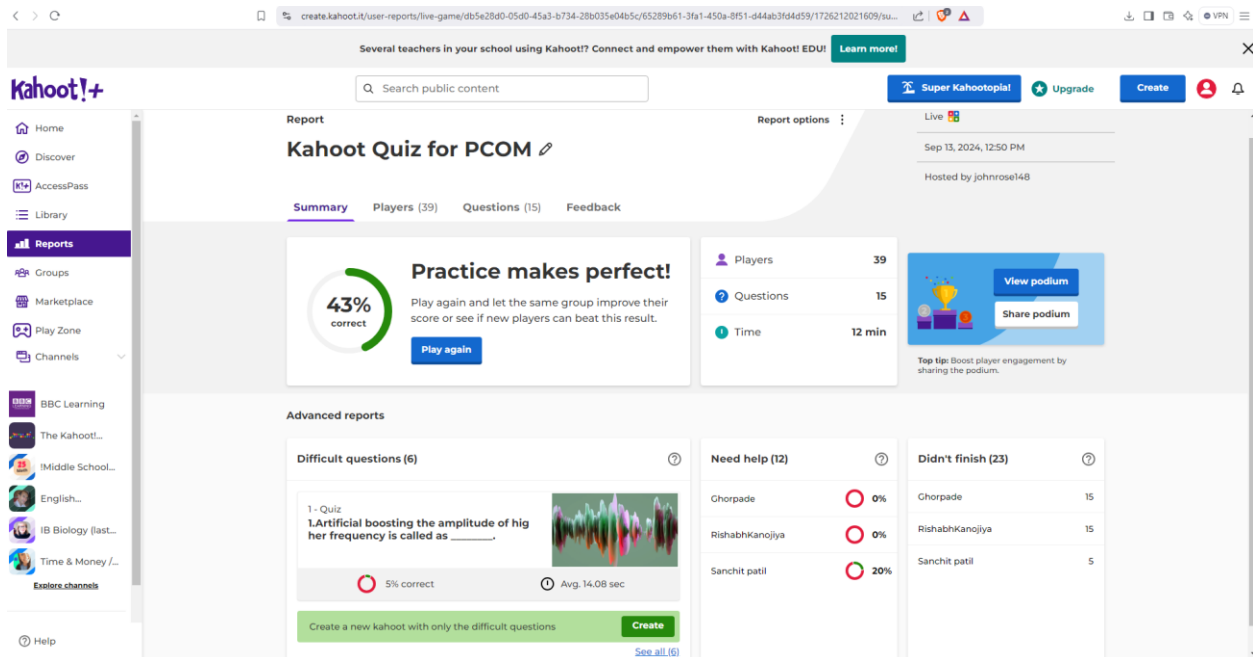 create.kahoot.it/user-reports/live-game/db5e28d0-05d0-45a3-b734-28b035e04b5c/65289b61-3fa1-450a-8f51-d44ab3fd4d59/1726212021609/su...
VPN
Several teachers in your school using Kahoot!? Connect and empower them with Kahoot! EDU!
Learn more!
Kahoot!+
Search public content
Super Kahootopia!
Upgrade
Create
Home
Discover
K!+ AccessPass
Library
Reports
Groups
Marketplace
Play Zone
Channels
BBC Learning
The Kahoot!...
!Middle School...
English...
IB Biology (last...
Time & Money /...
Explore channels
Help
Report
Report options
Kahoot Quiz for PCOM
Live
Sep 13, 2024, 12:50 PM
Hosted by johnrose148
Summary
Players (39)
Questions (15)
Feedback
43%
correct
Practice makes perfect!
Play again and let the same group improve their
score or see if new players can beat this result.
Play again
Players 39
Questions 15
Time 12 min
View podium
Share podium
Top tip: Boost player engagement by
sharing the podium.
Advanced reports
Difficult questions (6)
1 - Quiz
1.Artificial boosting the amplitude of hig
her frequency is called as _______.
5% correct
Avg. 14.08 sec
Create a new kahoot with only the difficult questions
Create
See all (6)
Need help (12)
Ghorpade 0%
RishabhKanojiya 0%
Sanchit patil 20%
Didn't finish (23)
Ghorpade 15
RishabhKanojiya 15
Sanchit patil 5